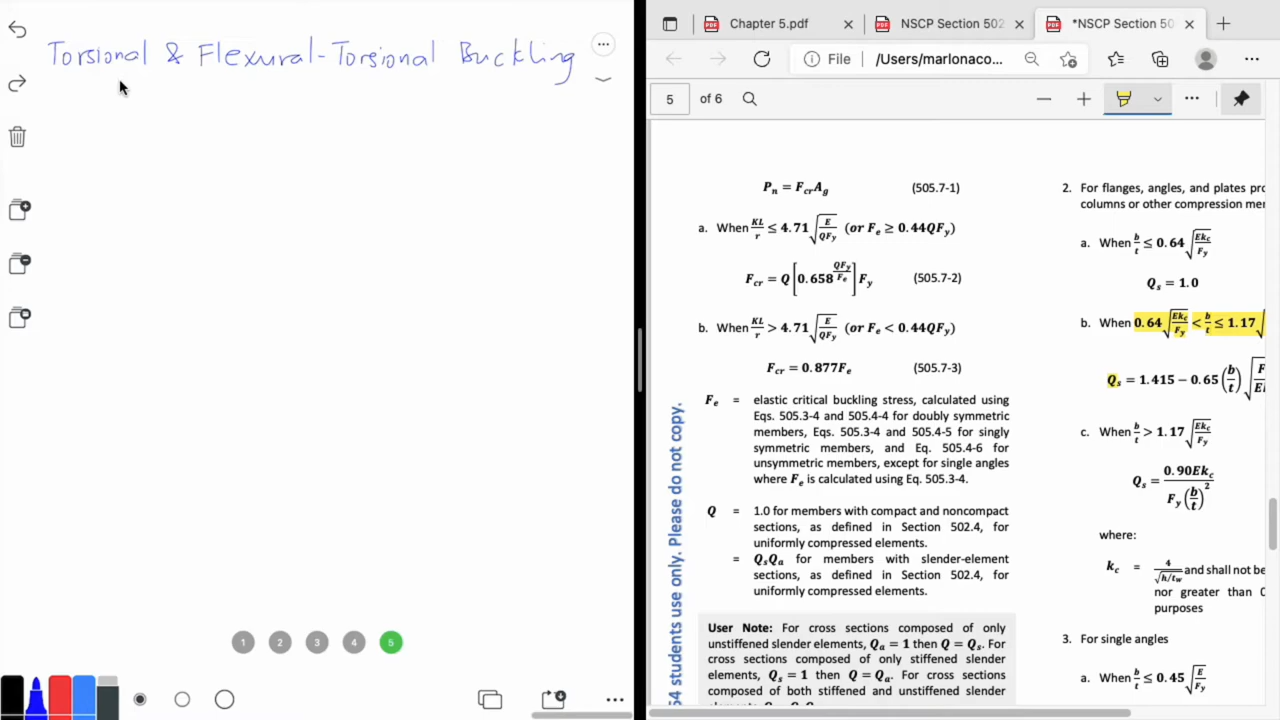 Torsional & Flexural-Torsional Buckling
1
2
3
4
5
Chapter 5.pdf
NSCP Section 502
*NSCP Section 50
File
/Users/marlonaco...
5
of 6
Pn = FcrAg (505.7-1)
a. When KL/r ≤ 4.71√(E/QFy) (or Fe ≥ 0.44QFy)
Fcr = Q[0.658^(QFy/Fe)]Fy (505.7-2)
b. When KL/r > 4.71√(E/QFy) (or Fe < 0.44QFy)
Fcr = 0.877Fe (505.7-3)
Fe = elastic critical buckling stress, calculated using
Eqs. 505.3-4 and 505.4-4 for doubly symmetric
members, Eqs. 505.3-4 and 505.4-5 for singly
symmetric members, and Eq. 505.4-6 for
unsymmetric members, except for single angles
where Fe is calculated using Eq. 505.3-4.
Q = 1.0 for members with compact and noncompact
sections, as defined in Section 502.4, for
uniformly compressed elements.
= QsQa for members with slender-element
sections, as defined in Section 502.4, for
uniformly compressed elements.
User Note: For cross sections composed of only
unstiffened slender elements, Qa = 1 then Q = Qs. For
cross sections composed of only stiffened slender
elements, Qs = 1 then Q = Qa. For cross sections
composed of both stiffened and unstiffened slender
54 students use only. Please do not copy.
2. For flanges, angles, and plates pro
columns or other compression mem
a. When b/t ≤ 0.64√(Ekc/Fy)
Qs = 1.0
b. When 0.64√(Ekc/Fy) < b/t ≤ 1.17√
Qs = 1.415 − 0.65(b/t)√
c. When b/t > 1.17√(Ekc/Fy)
Qs = 0.90Ekc/Fy(b/t)^2
where:
kc = 4/√(h/tw) and shall not be
nor greater than
purposes
3. For single angles
a. When b/t ≤ 0.45√(E/Fy)